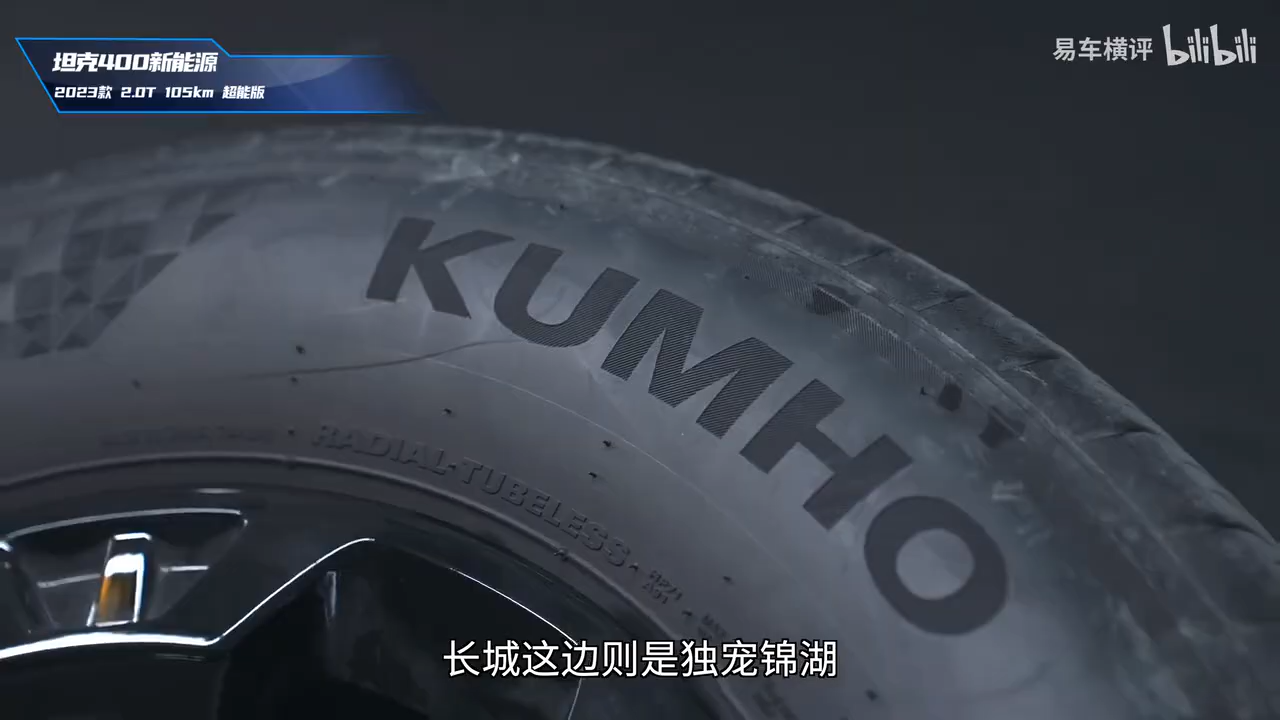 坦克400新能源
2023款 2.0T 105km 超能版
易车横评 bilibili
KUMHO
RADIAL-TUBELESS
长城这边则是独宠锦湖